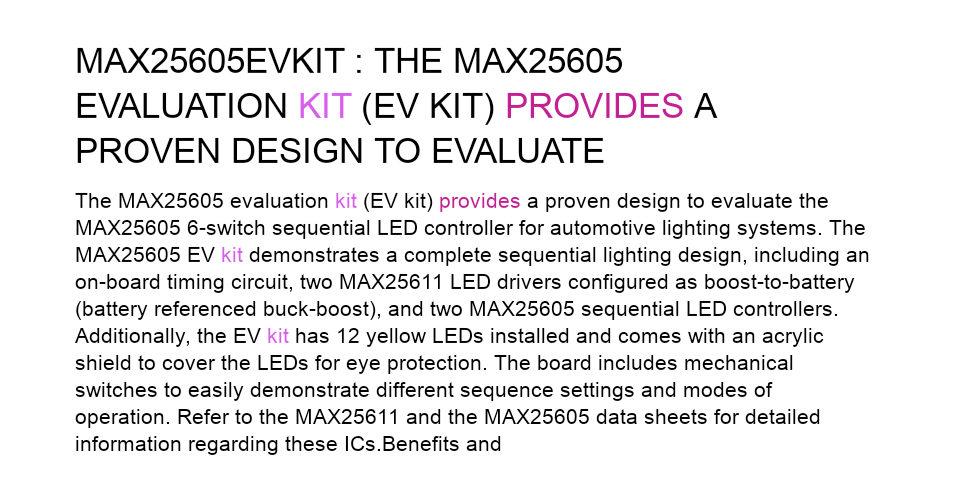 MAX25605EVKIT : THE MAX25605
EVALUATION KIT (EV KIT) PROVIDES A
PROVEN DESIGN TO EVALUATE
The MAX25605 evaluation kit (EV kit) provides a proven design to evaluate the
MAX25605 6-switch sequential LED controller for automotive lighting systems. The
MAX25605 EV kit demonstrates a complete sequential lighting design, including an
on-board timing circuit, two MAX25611 LED drivers configured as boost-to-battery
(battery referenced buck-boost), and two MAX25605 sequential LED controllers.
Additionally, the EV kit has 12 yellow LEDs installed and comes with an acrylic
shield to cover the LEDs for eye protection. The board includes mechanical
switches to easily demonstrate different sequence settings and modes of
operation. Refer to the MAX25611 and the MAX25605 data sheets for detailed
information regarding these ICs.Benefits and